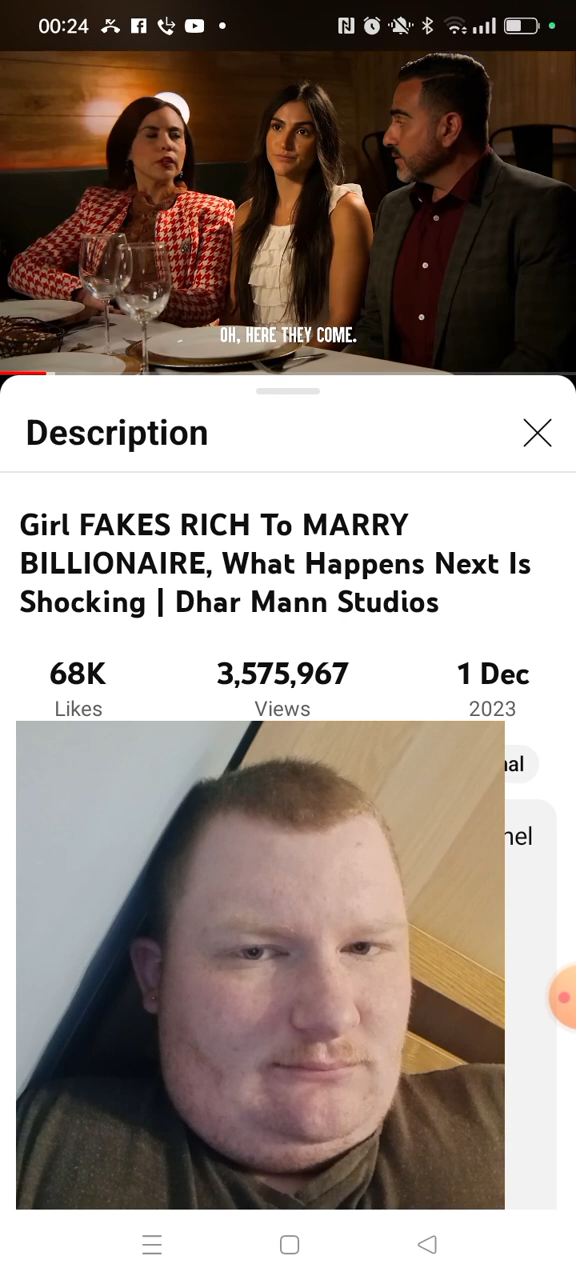 00:24
OH, HERE THEY COME.
Description
Girl FAKES RICH To MARRY
BILLIONAIRE, What Happens Next Is
Shocking | Dhar Mann Studios
68K 3,575,967 1 Dec
Likes Views 2023